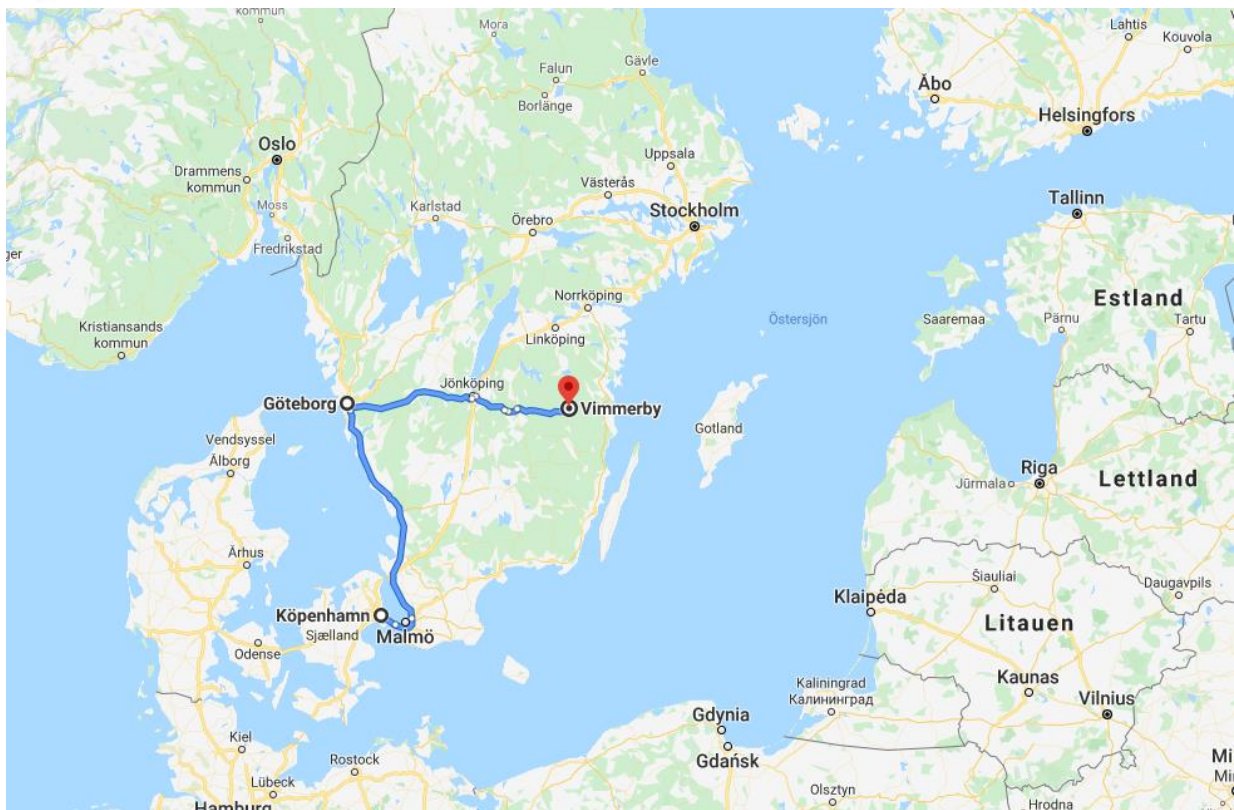 kommun
Mora
Lahtis
Kouvola
Gävle
Falun
Borlänge
Åbo
Helsingfors
Oslo
Drammens
kommun
Uppsala
Västerås
Moss
Karlstad
Örebro
Stockholm
Tallinn
Fredrikstad
ger
Estland
Norrköping
Linköping
Östersjön
Saaremaa
Pärnu
Tartu
Kristiansands
kommun
Jönköping
Göteborg
Vimmerby
Gotland
Vendsyssel
Ålborg
Riga
Jūrmala
Lettland
Århus
Šiauliai
Daugavpils
Klaipėda
Köpenhamn
Sjælland
Malmö
Odense
Litauen
Kaunas
Kaliningrad
Калининград
Vilnius
Gdynia
Gdańsk
Kiel
Rostock
Lübeck
Olsztyn
Hamburg
Hrodna
Mi